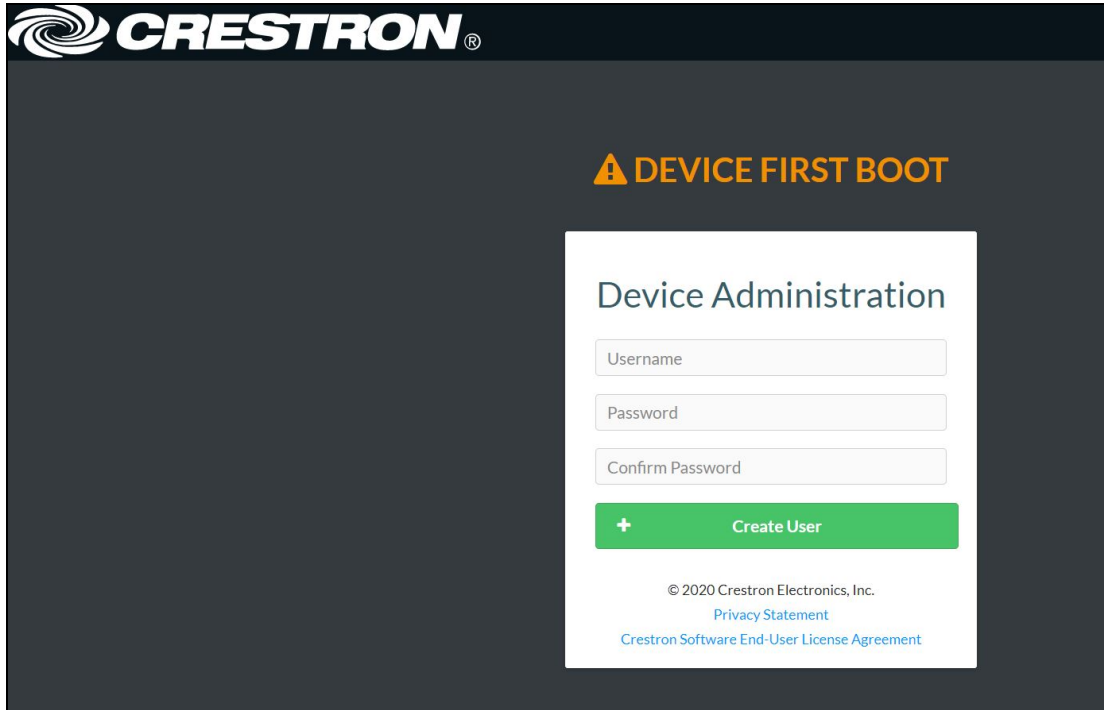 CRESTRON®
DEVICE FIRST BOOT
Device Administration
Username
Password
Confirm Password
Create User
© 2020 Crestron Electronics, Inc.
Privacy Statement
Crestron Software End-User License Agreement